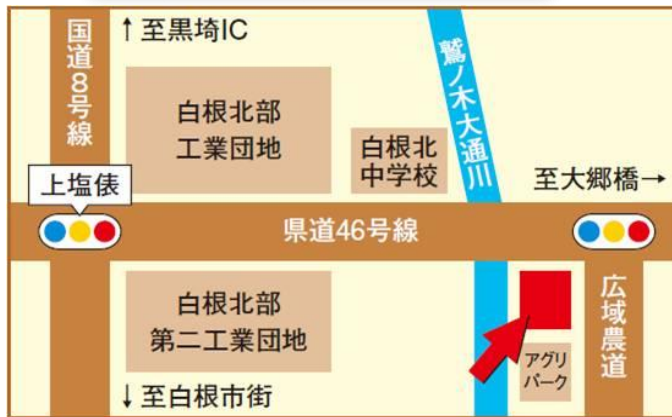 国道8号線
↑至黒埼IC
白根北部
工業団地
白根北
中学校
鷲ノ木大通川
至大郷橋→
上塩俵
県道46号線
白根北部
第二工業団地
アグリ
パーク
広域農道
↓至白根市街